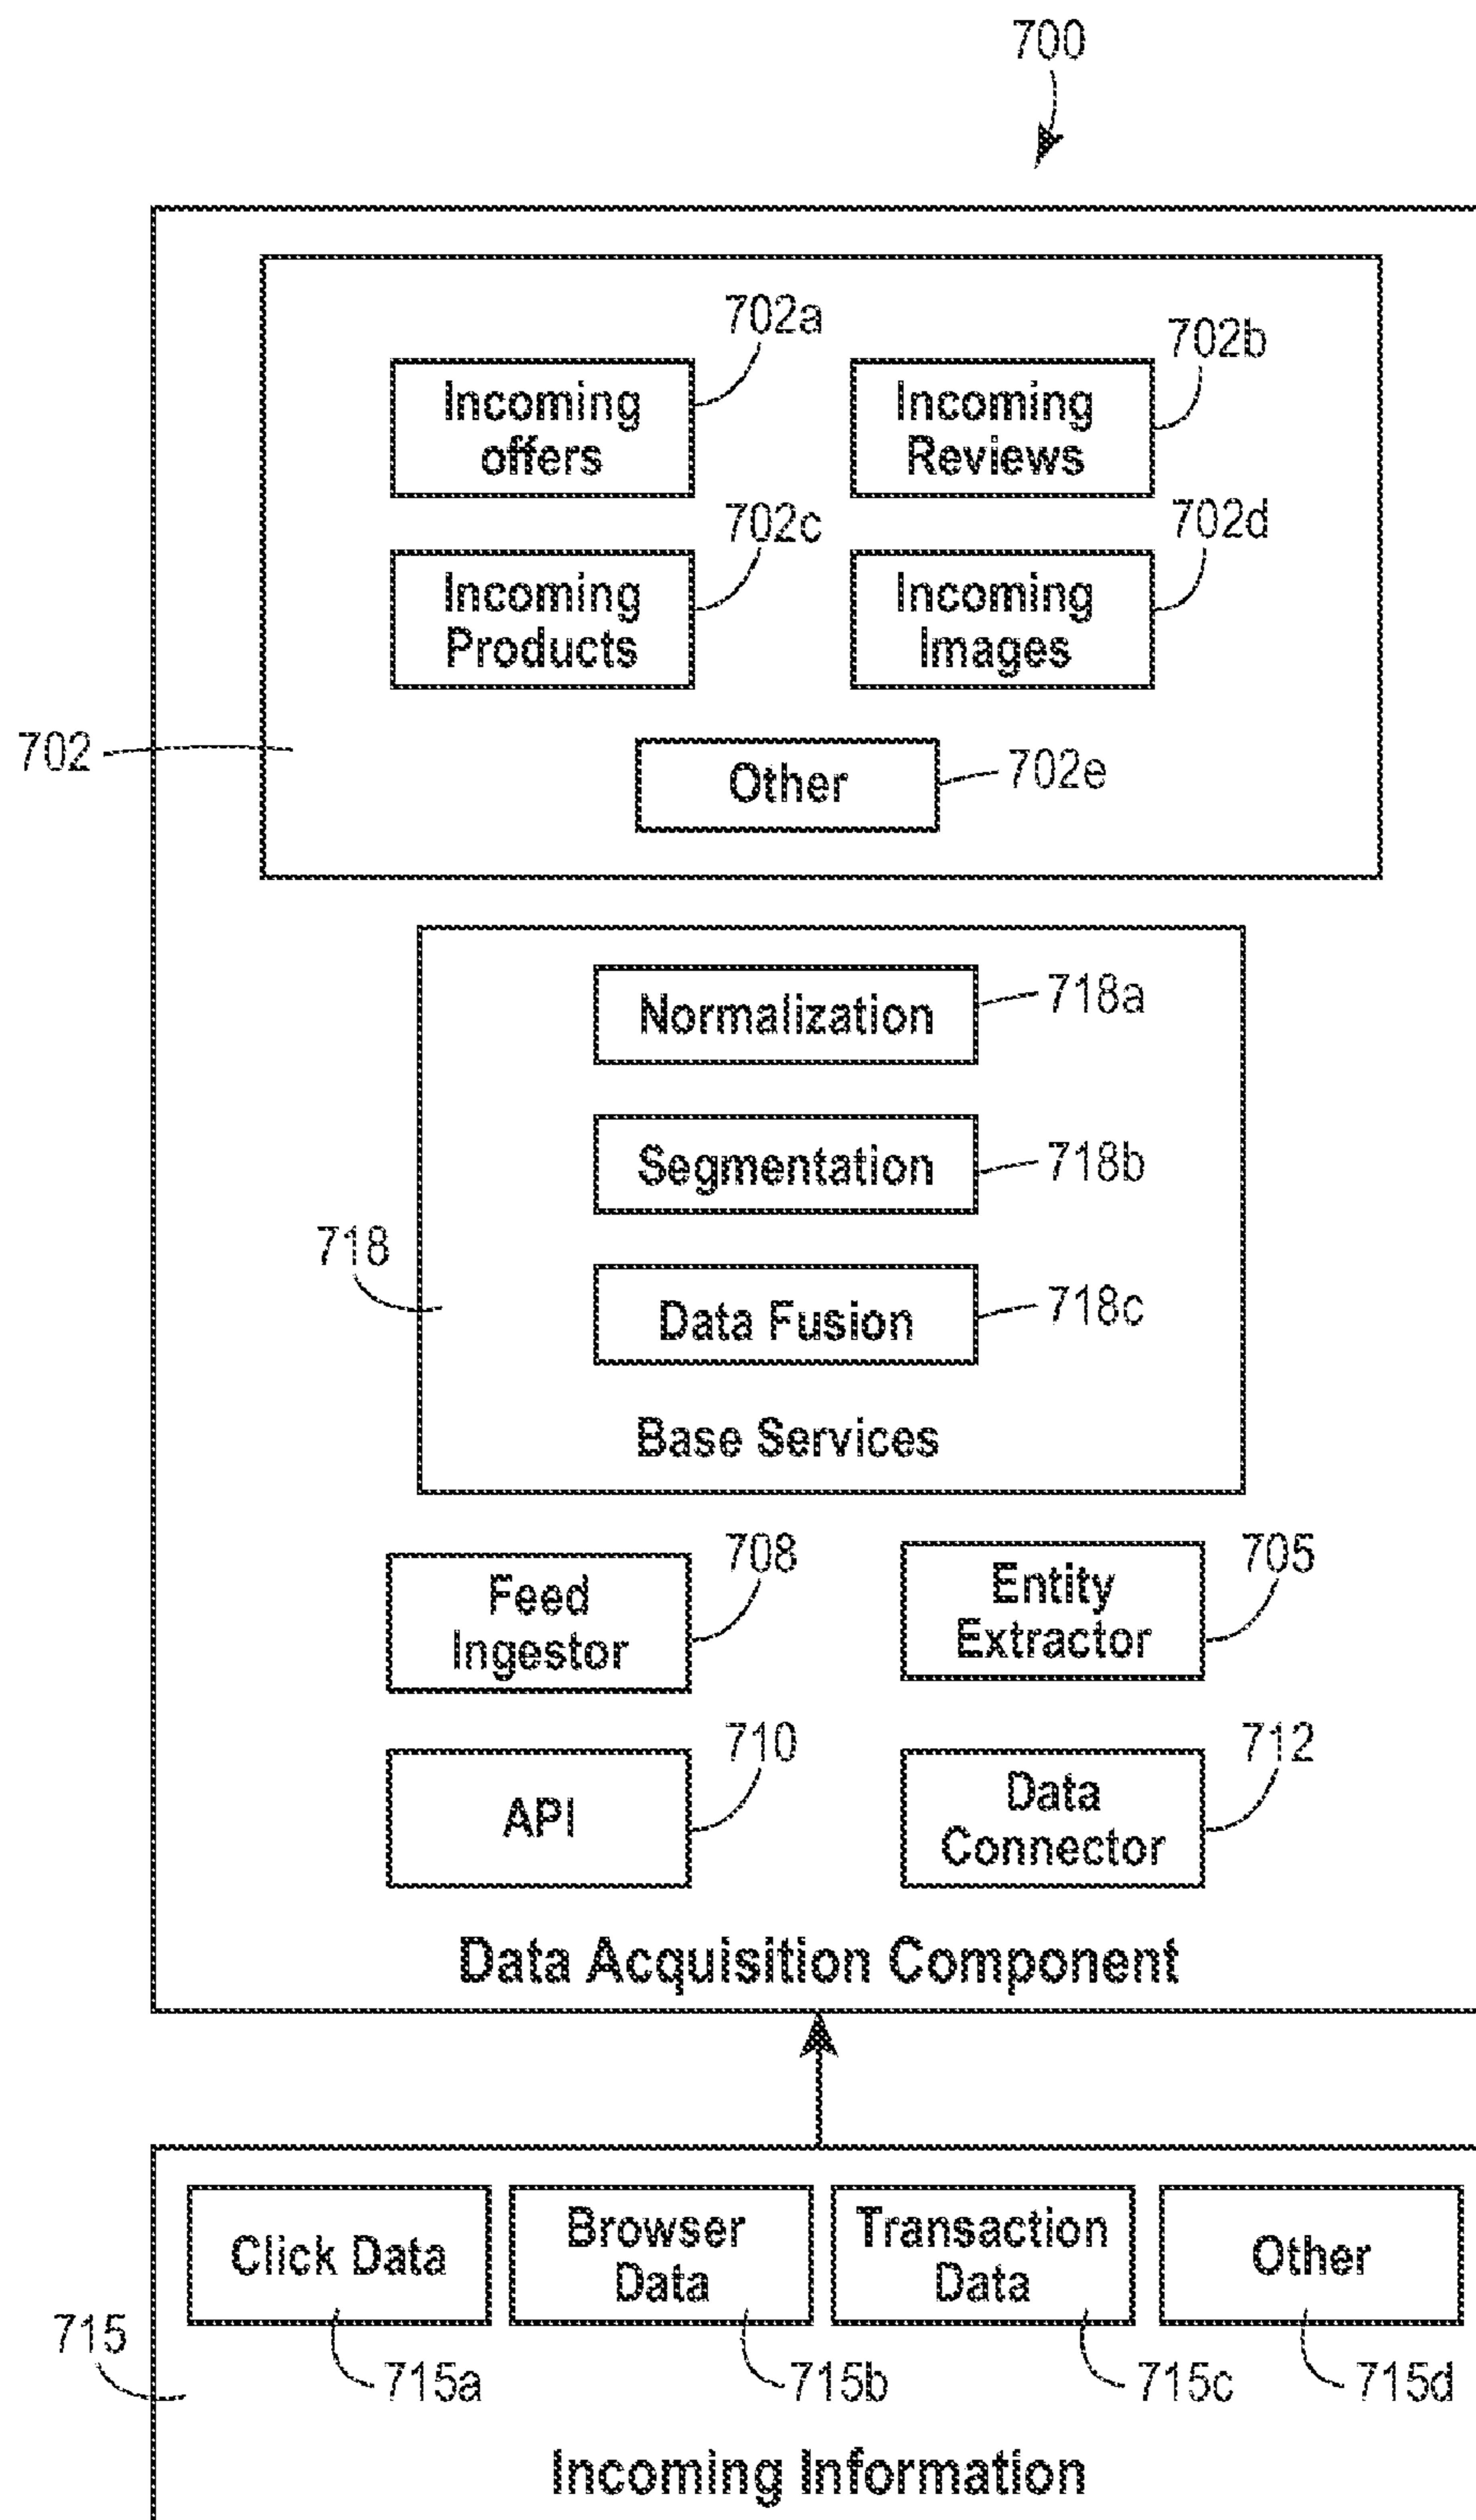 700
702a
702b
Incoming
offers
Incoming
Reviews
702c
702d
Incoming
Products
Incoming
Images
702
Other
702e
Normalization
718a
Segmentation
718b
718
Data Fusion
718c
Base Services
708
705
Feed
Ingestor
Entity
Extractor
710
712
API
Data
Connector
Data Acquisition Component
Click Data
Browser
Data
Transaction
Data
Other
715
715a
715b
715c
715d
Incoming Information